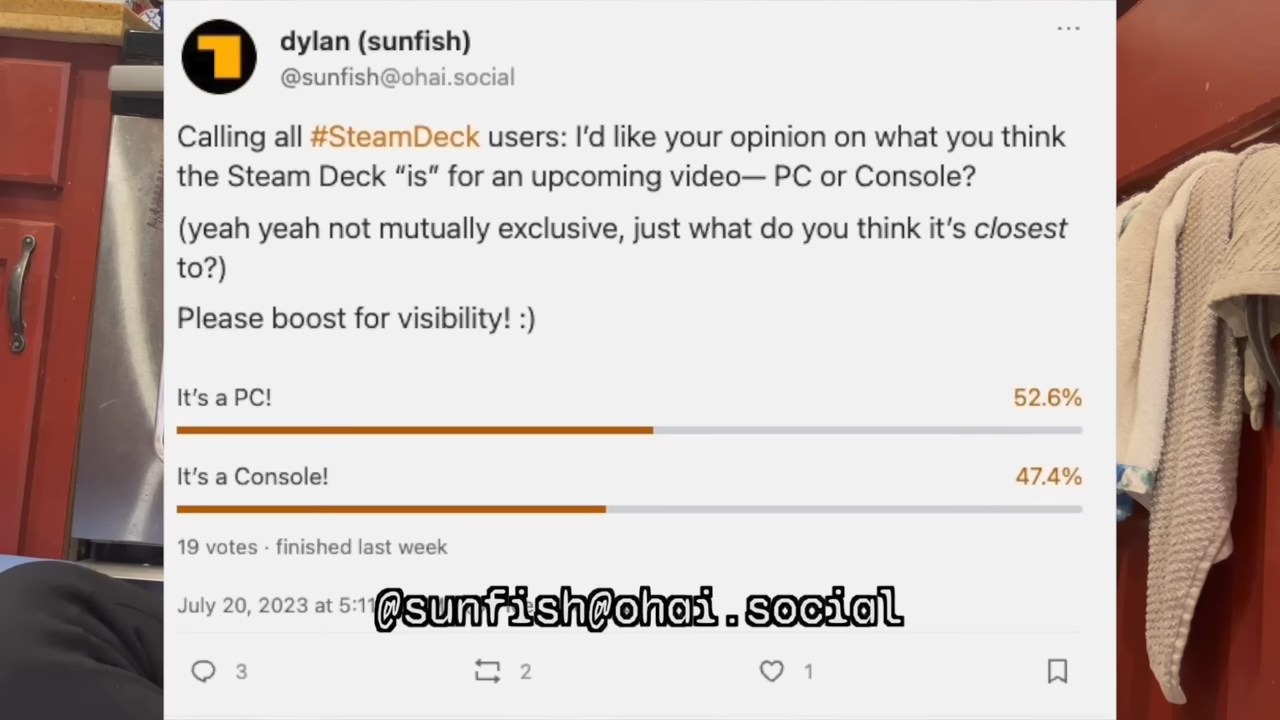 dylan (sunfish)
@sunfish@ohai.social
Calling all #SteamDeck users: I’d like your opinion on what you think
the Steam Deck “is” for an upcoming video— PC or Console?
(yeah yeah not mutually exclusive, just what do you think it’s closest
to?)
Please boost for visibility! :)
It’s a PC! 52.6%
It’s a Console! 47.4%
19 votes · finished last week
July 20, 2023 at 5:11
@sunfish@ohai.social
3 2 1